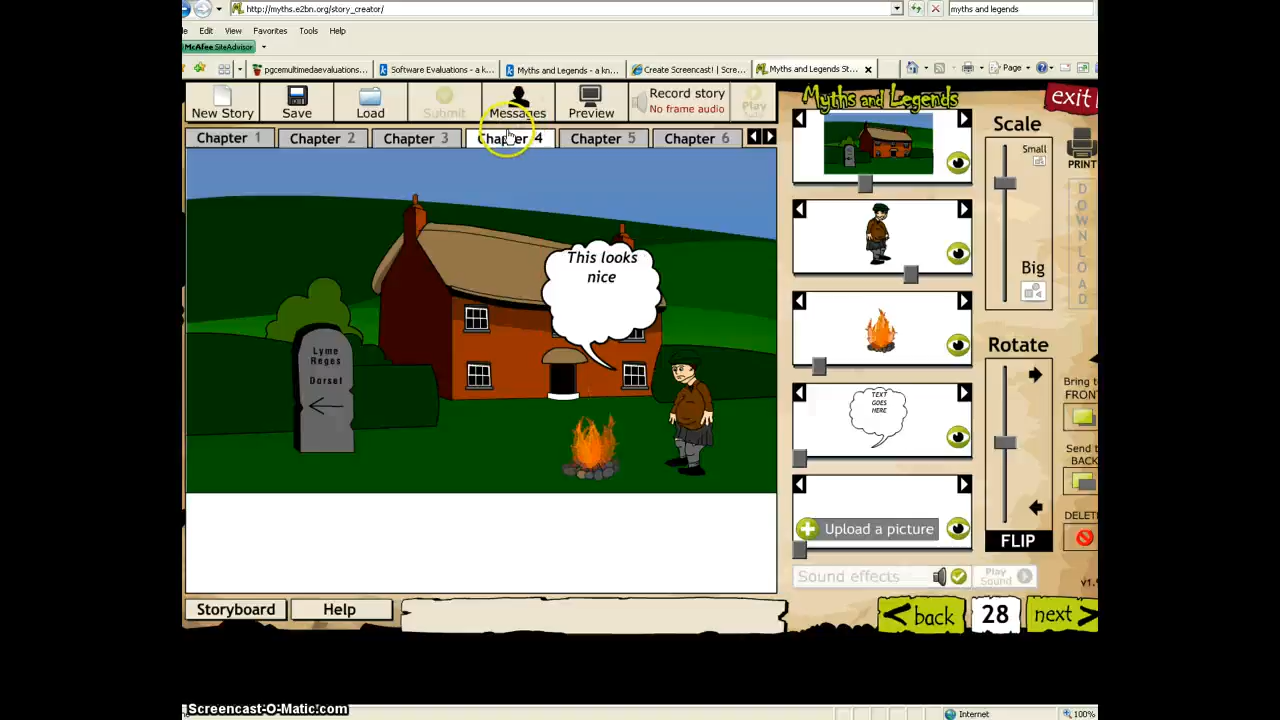 http://myths.e2bn.org/story_creator/
myths and legends
Edit View Favorites Tools Help
McAfee SiteAdvisor
pgcemultimedaevaluations...
Software Evaluations - a k...
Myths and Legends - a kn...
Create Screencast! | Scre...
Myths and Legends St...
Page
New Story
Save
Load
Submit
Messages
Preview
Record story
No frame audio
Play
Myths and Legends
exit
Chapter 1
Chapter 2
Chapter 3
Chapter 4
Chapter 5
Chapter 6
This looks
nice
Lyme
Reges
Dorset
TEXT
GOES
HERE
Upload a picture
Sound effects
Play
Sound
Scale
Small
Big
PRINT
DOWNLOAD
Rotate
Bring to
FRONT
Send to
BACK
DELETE
FLIP
Storyboard
Help
back
28
next
Screencast-O-Matic.com
Internet
100%